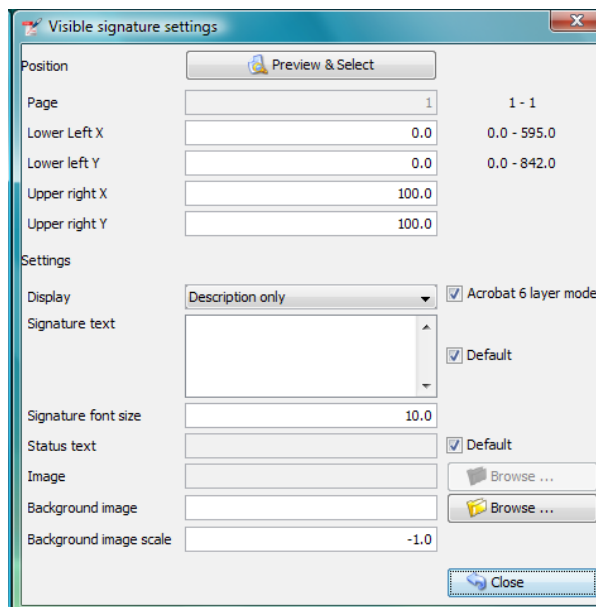 Visible signature settings
Position Preview & Select
Page 1 1 - 1
Lower Left X 0.0 0.0 - 595.0
Lower left Y 0.0 0.0 - 842.0
Upper right X 100.0
Upper right Y 100.0
Settings
Display Description only Acrobat 6 layer mode
Signature text
Default
Signature font size 10.0
Status text Default
Image Browse ...
Background image Browse ...
Background image scale -1.0
Close